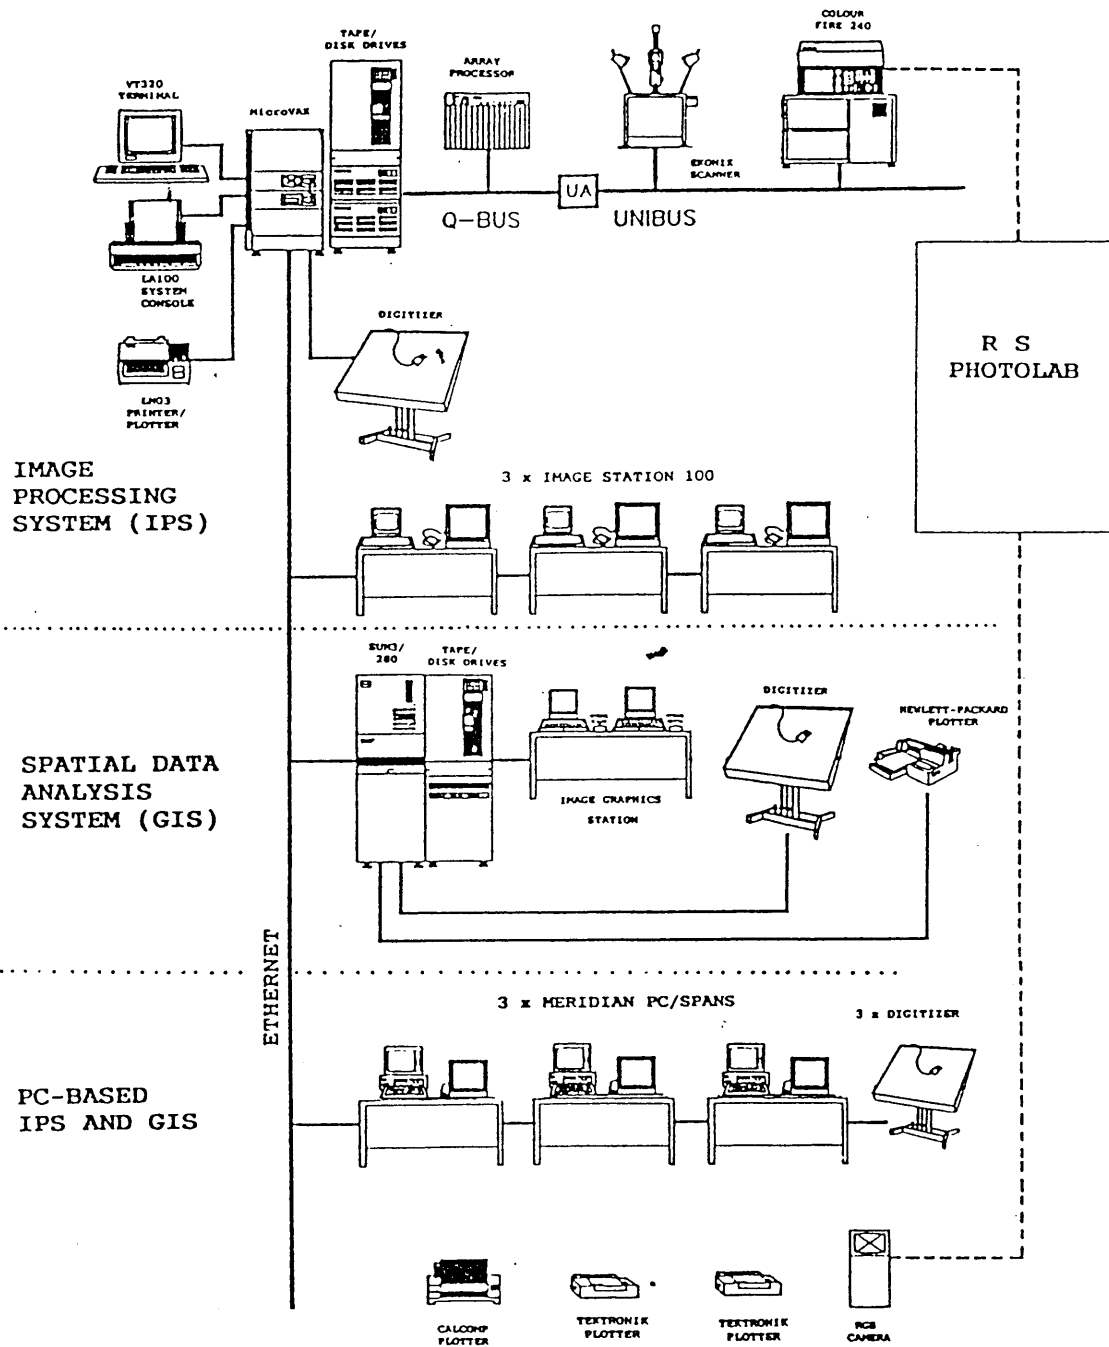 COLOUR
FIRE 240
TAPE/
DISK DRIVES
ARRAY
PROCESSOR
VT320
TERMINAL
MicroVAX
EKONIK
SCANNER
UA
Q-BUS
UNIBUS
LA100
SYSTEM
CONSOLE
DIGITIZER
R S
PHOTOLAB
LN03
PRINTER/
PLOTTER
IMAGE
PROCESSING
SYSTEM (IPS)
3 x IMAGE STATION 100
SUN3/
280
TAPE/
DISK DRIVES
DIGITIZER
HEWLETT-PACKARD
PLOTTER
SPATIAL DATA
ANALYSIS
SYSTEM (GIS)
IMAGE GRAPHICS
STATION
ETHERNET
3 x MERIDIAN PC/SPANS
3 x DIGITIZER
PC-BASED
IPS AND GIS
CALCOMP
PLOTTER
TEKTRONIK
PLOTTER
TEKTRONIK
PLOTTER
RGB
CAMERA